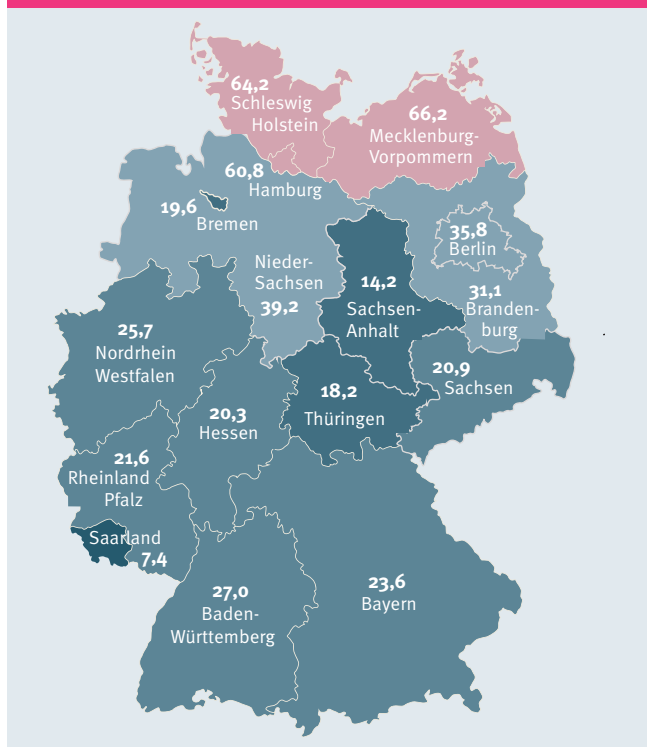 64,2
Schleswig
Holstein
66,2
Mecklenburg-
Vorpommern
60,8
Hamburg
19,6
Bremen
35,8
Berlin
Nieder-
Sachsen
39,2
14,2
Sachsen-
Anhalt
31,1
Branden-
burg
25,7
Nordrhein
Westfalen
20,9
Sachsen
18,2
Thüringen
20,3
Hessen
21,6
Rheinland
Pfalz
Saarland
7,4
27,0
Baden-
Württemberg
23,6
Bayern